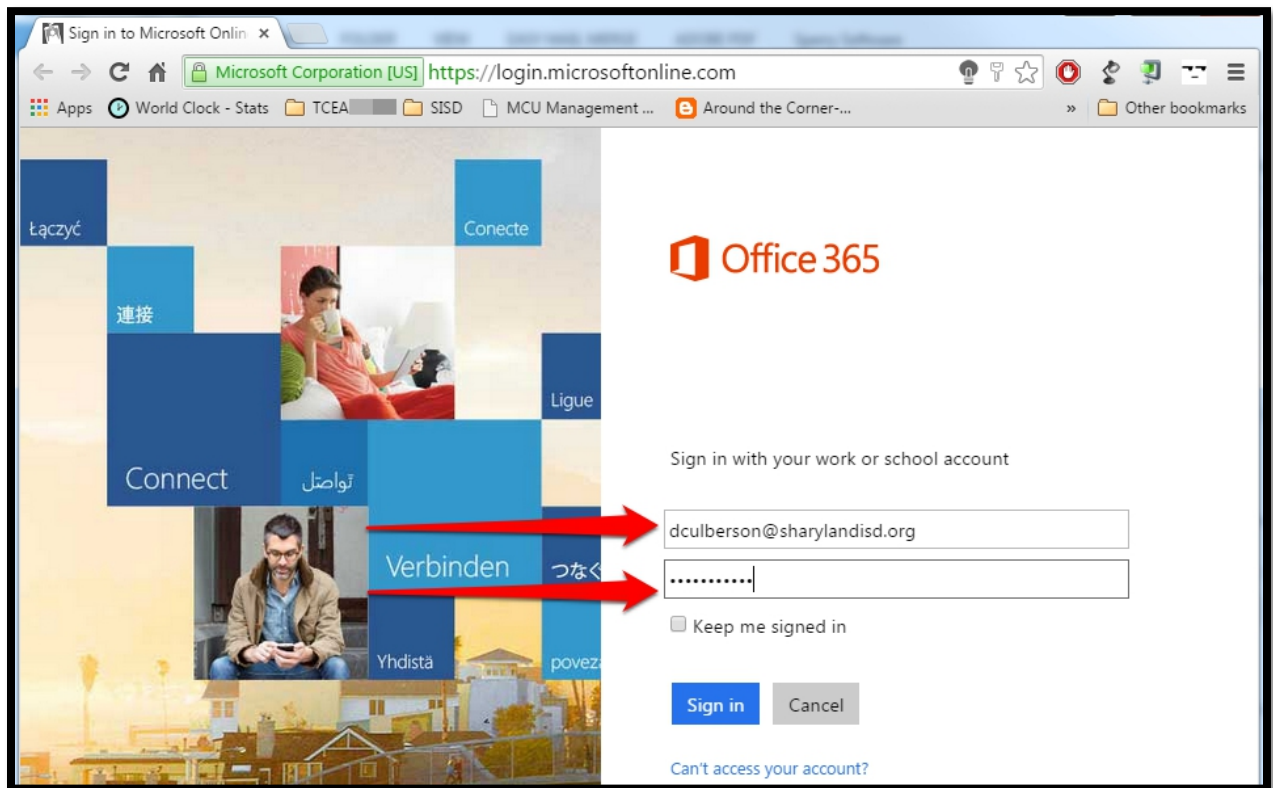 Sign in to Microsoft Onlin
Microsoft Corporation [US] https://login.microsoftonline.com
Apps World Clock - Stats TCEA SISD MCU Management ... Around the Corner-... » Other bookmarks
Łączyć
Conecte
連接
Ligue
Connect
تواصل
Verbinden
つなぐ
Yhdistä
poveza
Office 365
Sign in with your work or school account
dculberson@sharylandisd.org
•••••••••••
Keep me signed in
Sign in Cancel
Can't access your account?